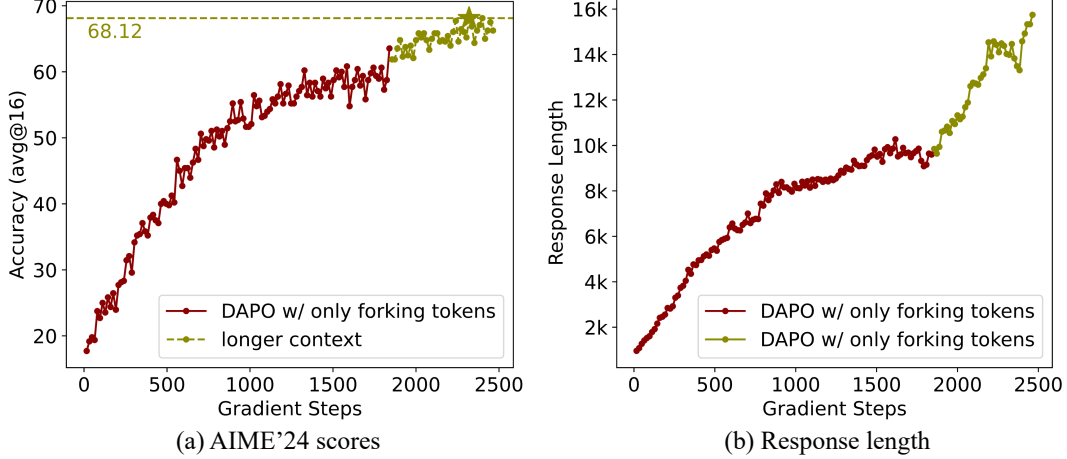 70
60
50
40
30
20
Accuracy (avg@16)
68.12
DAPO w/ only forking tokens
longer context
0
500
1000
1500
2000
2500
Gradient Steps
(a) AIME’24 scores
16k
14k
12k
10k
8k
6k
4k
2k
Response Length
DAPO w/ only forking tokens
DAPO w/ only forking tokens
0
500
1000
1500
2000
2500
Gradient Steps
(b) Response length